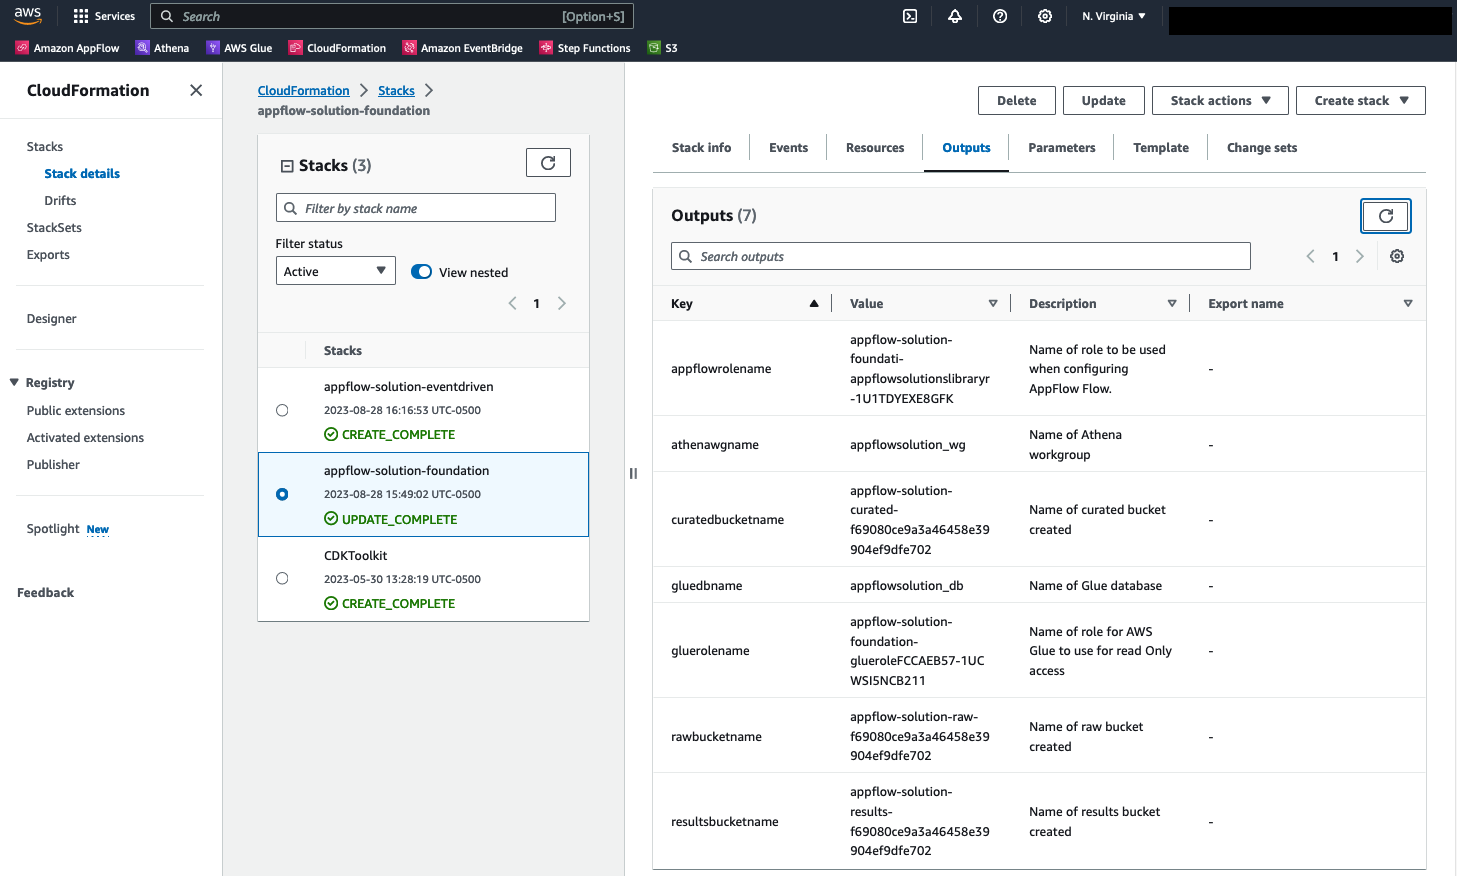 aws
Services
Search
[Option+S]
N. Virginia
Amazon AppFlow
Athena
AWS Glue
CloudFormation
Amazon EventBridge
Step Functions
S3
CloudFormation
Stacks
Stack details
Drifts
StackSets
Exports
Designer
Registry
Public extensions
Activated extensions
Publisher
Spotlight New
Feedback
CloudFormation > Stacks >
appflow-solution-foundation
Stacks (3)
Filter by stack name
Filter status
Active
View nested
1
Stacks
appflow-solution-eventdriven
2023-08-28 16:16:53 UTC-0500
CREATE_COMPLETE
appflow-solution-foundation
2023-08-28 15:49:02 UTC-0500
UPDATE_COMPLETE
CDKToolkit
2023-05-30 13:28:19 UTC-0500
CREATE_COMPLETE
Delete
Update
Stack actions
Create stack
Stack info
Events
Resources
Outputs
Parameters
Template
Change sets
Outputs (7)
Search outputs
1
Key
Value
Description
Export name
appflowrolename
appflow-solution-
foundati-
appflowsolutionslibraryr
-1U1TDYEXE8GFK
Name of role to be used
when configuring
AppFlow Flow.
-
athenawgname
appflowsolution_wg
Name of Athena
workgroup
-
curatedbucketname
appflow-solution-
curated-
f69080ce9a3a46458e39
904ef9dfe702
Name of curated bucket
created
-
gluedbname
appflowsolution_db
Name of Glue database
-
gluerolename
appflow-solution-
foundation-
glueroleFCCAEB57-1UC
WSI5NCB211
Name of role for AWS
Glue to use for read Only
access
-
rawbucketname
appflow-solution-raw-
f69080ce9a3a46458e39
904ef9dfe702
Name of raw bucket
created
-
resultsbucketname
appflow-solution-
results-
f69080ce9a3a46458e39
904ef9dfe702
Name of results bucket
created
-